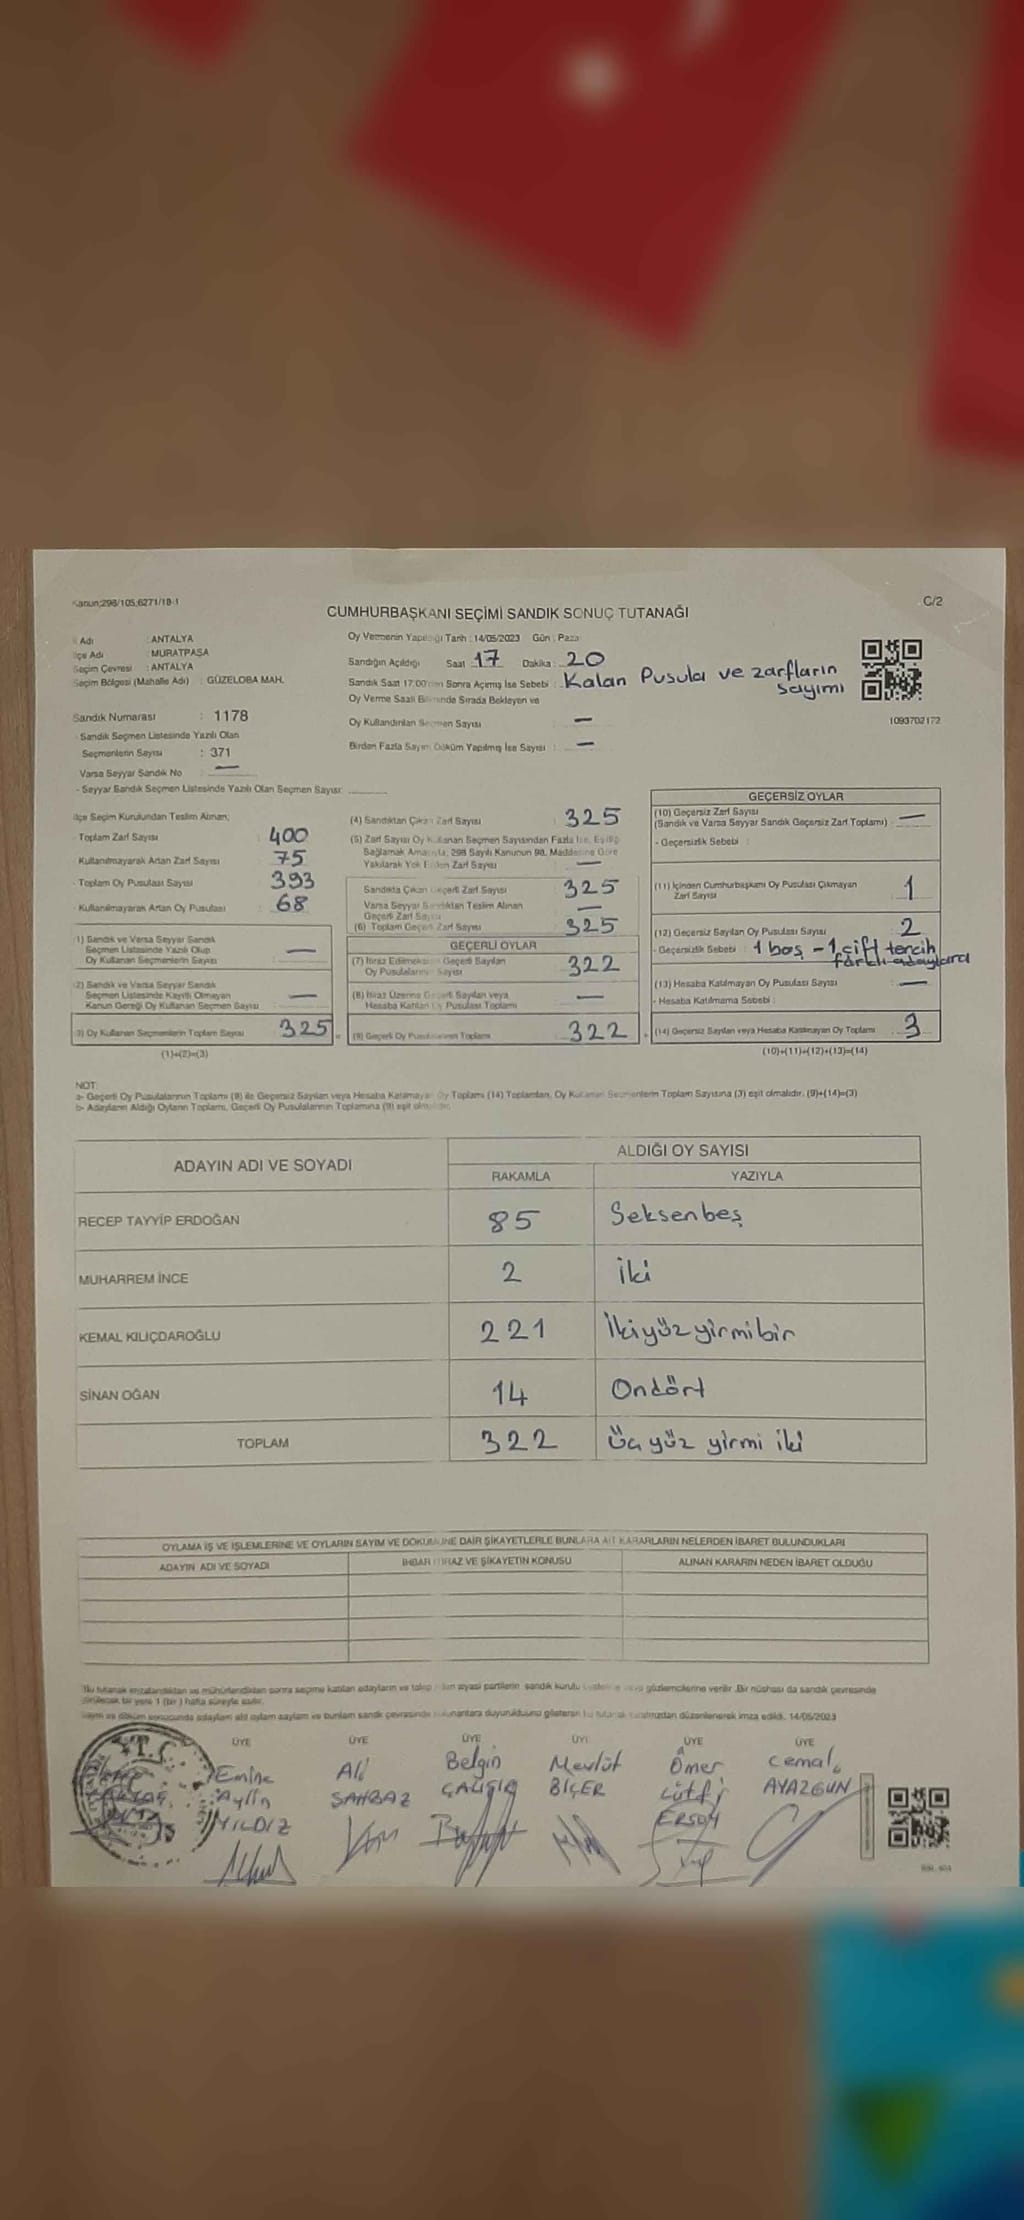 Kanun;298/105;6271/18-1
C/2
CUMHURBAŞKANI SEÇİMİ SANDIK SONUÇ TUTANAĞI
Adı : ANTALYA
İlçe Adı : MURATPAŞA
Seçim Çevresi : ANTALYA
Seçim Bölgesi (Mahalle Adı) : GÜZELOBA MAH.
Sandık Numarası : 1178
- Sandık Seçmen Listesinde Yazılı Olan
Seçmenlerin Sayısı : 371
Varsa Seyyar Sandık No —
- Seyyar Sandık Seçmen Listesinde Yazılı Olan Seçmen Sayısı:
Oy Vermenin Yapıldığı Tarih : 14/05/2023 Gün : Pazar
Sandığın Açıldığı Saat 17 Dakika : 20
Sandık Saat 17:00'den Sonra Açımış İse Sebebi : Kalan Pusula ve zarfların
sayımı
Oy Verme Saati Bitiminde Sırada Bekleyen ve
Oy Kullandırılan Seçmen Sayısı —
Birden Fazla Sayım Döküm Yapılmış İse Sayısı : —
1093702172
İlçe Seçim Kurulundan Teslim Alınan;
- Toplam Zarf Sayısı : 400
- Kullanılmayarak Artan Zarf Sayısı : 75
- Toplam Oy Pusulası Sayısı : 393
- Kullanılmayarak Artan Oy Pusulası : 68
(1) Sandık ve Varsa Seyyar Sandık
Seçmen Listesinde Yazılı Olup
Oy Kullanan Seçmenlerin Sayısı —
(2) Sandık ve Varsa Seyyar Sandık
Seçmen Listesinde Kayıtlı Olmayan
Kanun Gereği Oy Kullanan Seçmen Sayısı —
(3) Oy Kullanan Seçmenlerin Toplam Sayısı 325
(1)+(2)=(3)
(4) Sandıktan Çıkan Zarf Sayısı : 325
(5) Zarf Sayısı Oy Kullanan Seçmen Sayısından Fazla İse, Eşitliği
Sağlamak Amacıyla, 298 Sayılı Kanunun 98. Maddesine Göre
Yakılarak Yok Edilen Zarf Sayısı —
Sandıkta Çıkan Geçerli Zarf Sayısı 325
Varsa Seyyar Sandıktan Teslim Alınan
Geçerli Zarf Sayısı —
(6) Toplam Geçerli Zarf Sayısı 325
GEÇERLİ OYLAR
(7) İtiraz Edilmeksizin Geçerli Sayılan
Oy Pusulalarının Sayısı 322
(8) İtiraz Üzerine Geçerli Sayılan veya
Hesaba Katılan Oy Pusulası Toplamı —
(9) Geçerli Oy Pusulalarının Toplamı 322
GEÇERSİZ OYLAR
(10) Geçersiz Zarf Sayısı
(Sandık ve Varsa Seyyar Sandık Geçersiz Zarf Toplamı) —
- Geçersizlik Sebebi :
(11) İçinden Cumhurbaşkanı Oy Pusulası Çıkmayan
Zarf Sayısı 1
(12) Geçersiz Sayılan Oy Pusulası Sayısı 2
- Geçersizlik Sebebi : 1 boş - 1 çift tercih
farklı adaylara
(13) Hesaba Katılmayan Oy Pusulası Sayısı —
- Hesaba Katılmama Sebebi :
(14) Geçersiz Sayılan veya Hesaba Katılmayan Oy Toplamı 3
(10)+(11)+(12)+(13)=(14)
NOT:
a- Geçerli Oy Pusulalarının Toplamı (9) ile Geçersiz Sayılan veya Hesaba Katılmayan Oy Toplamı (14) Toplamları, Oy Kullanan Seçmenlerin Toplam Sayısına (3) eşit olmalıdır. (9)+(14)=(3)
b- Adayların Aldığı Oyların Toplamı, Geçerli Oy Pusulalarının Toplamına (9) eşit olmalıdır.
ADAYIN ADI VE SOYADI
ALDIĞI OY SAYISI
RAKAMLA YAZIYLA
RECEP TAYYİP ERDOĞAN 85 Seksenbeş
MUHARREM İNCE 2 iki
KEMAL KILIÇDAROĞLU 221 İkiyüzyirmibir
SİNAN OĞAN 14 Ondört
TOPLAM 322 Üçyüz yirmi iki
OYLAMA İŞ VE İŞLEMLERİNE VE OYLARIN SAYIM VE DÖKÜMÜNE DAİR ŞİKAYETLERLE BUNLARA AİT KARARLARIN NELERDEN İBARET BULUNDUKLARI
ADAYIN ADI VE SOYADI İHBAR İTİRAZ VE ŞİKAYETİN KONUSU ALINAN KARARIN NEDEN İBARET OLDUĞU
Bu tutanak imzalandıktan ve mühürlendikten sonra seçime katılan adayların ve talep eden siyasi partilerin sandık kurulu üyelerine veya gözlemcilerine verilir. Bir nüshası da sandık çevresinde
görülecek bir yere 1 (bir) hafta süreyle asılır.
Sayım ve döküm sonucunda adayların aldığı oyların sayıları ve bunların sandık çevresinde bulunanlara duyurulduğunu gösteren bu tutanak tarafımızdan düzenlenerek imza edildi. 14/05/2023
ÜYE ÜYE ÜYE ÜYE ÜYE ÜYE
T.C.
Emine
Aylin
YILDIZ
Ali
ŞAHBAZ
Belgin
ÇALIŞIR
Mevlüt
BİÇER
Ömer
Lütfi
ERSOY
Cemal
AYAZGÜN